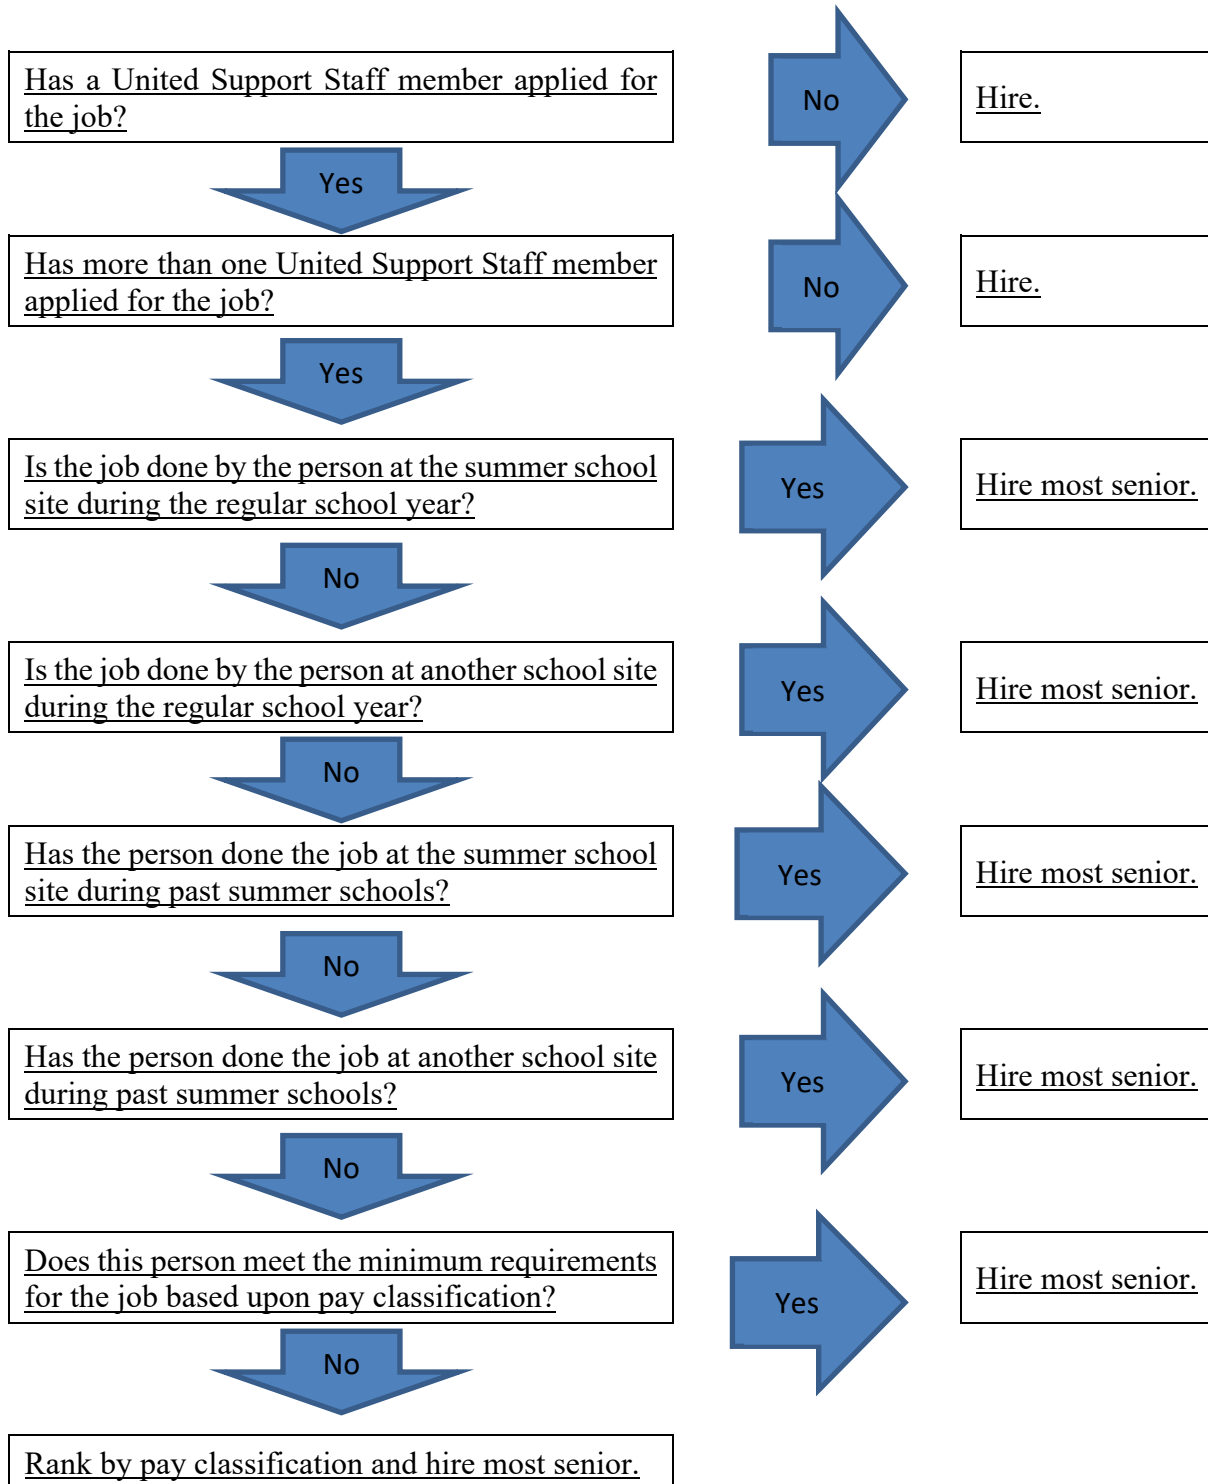 Has a United Support Staff member applied for
the job?
No
Hire.
Yes
Has more than one United Support Staff member
applied for the job?
No
Hire.
Yes
Is the job done by the person at the summer school
site during the regular school year?
Yes
Hire most senior.
No
Is the job done by the person at another school site
during the regular school year?
Yes
Hire most senior.
No
Has the person done the job at the summer school
site during past summer schools?
Yes
Hire most senior.
No
Has the person done the job at another school site
during past summer schools?
Yes
Hire most senior.
No
Does this person meet the minimum requirements
for the job based upon pay classification?
Yes
Hire most senior.
No
Rank by pay classification and hire most senior.